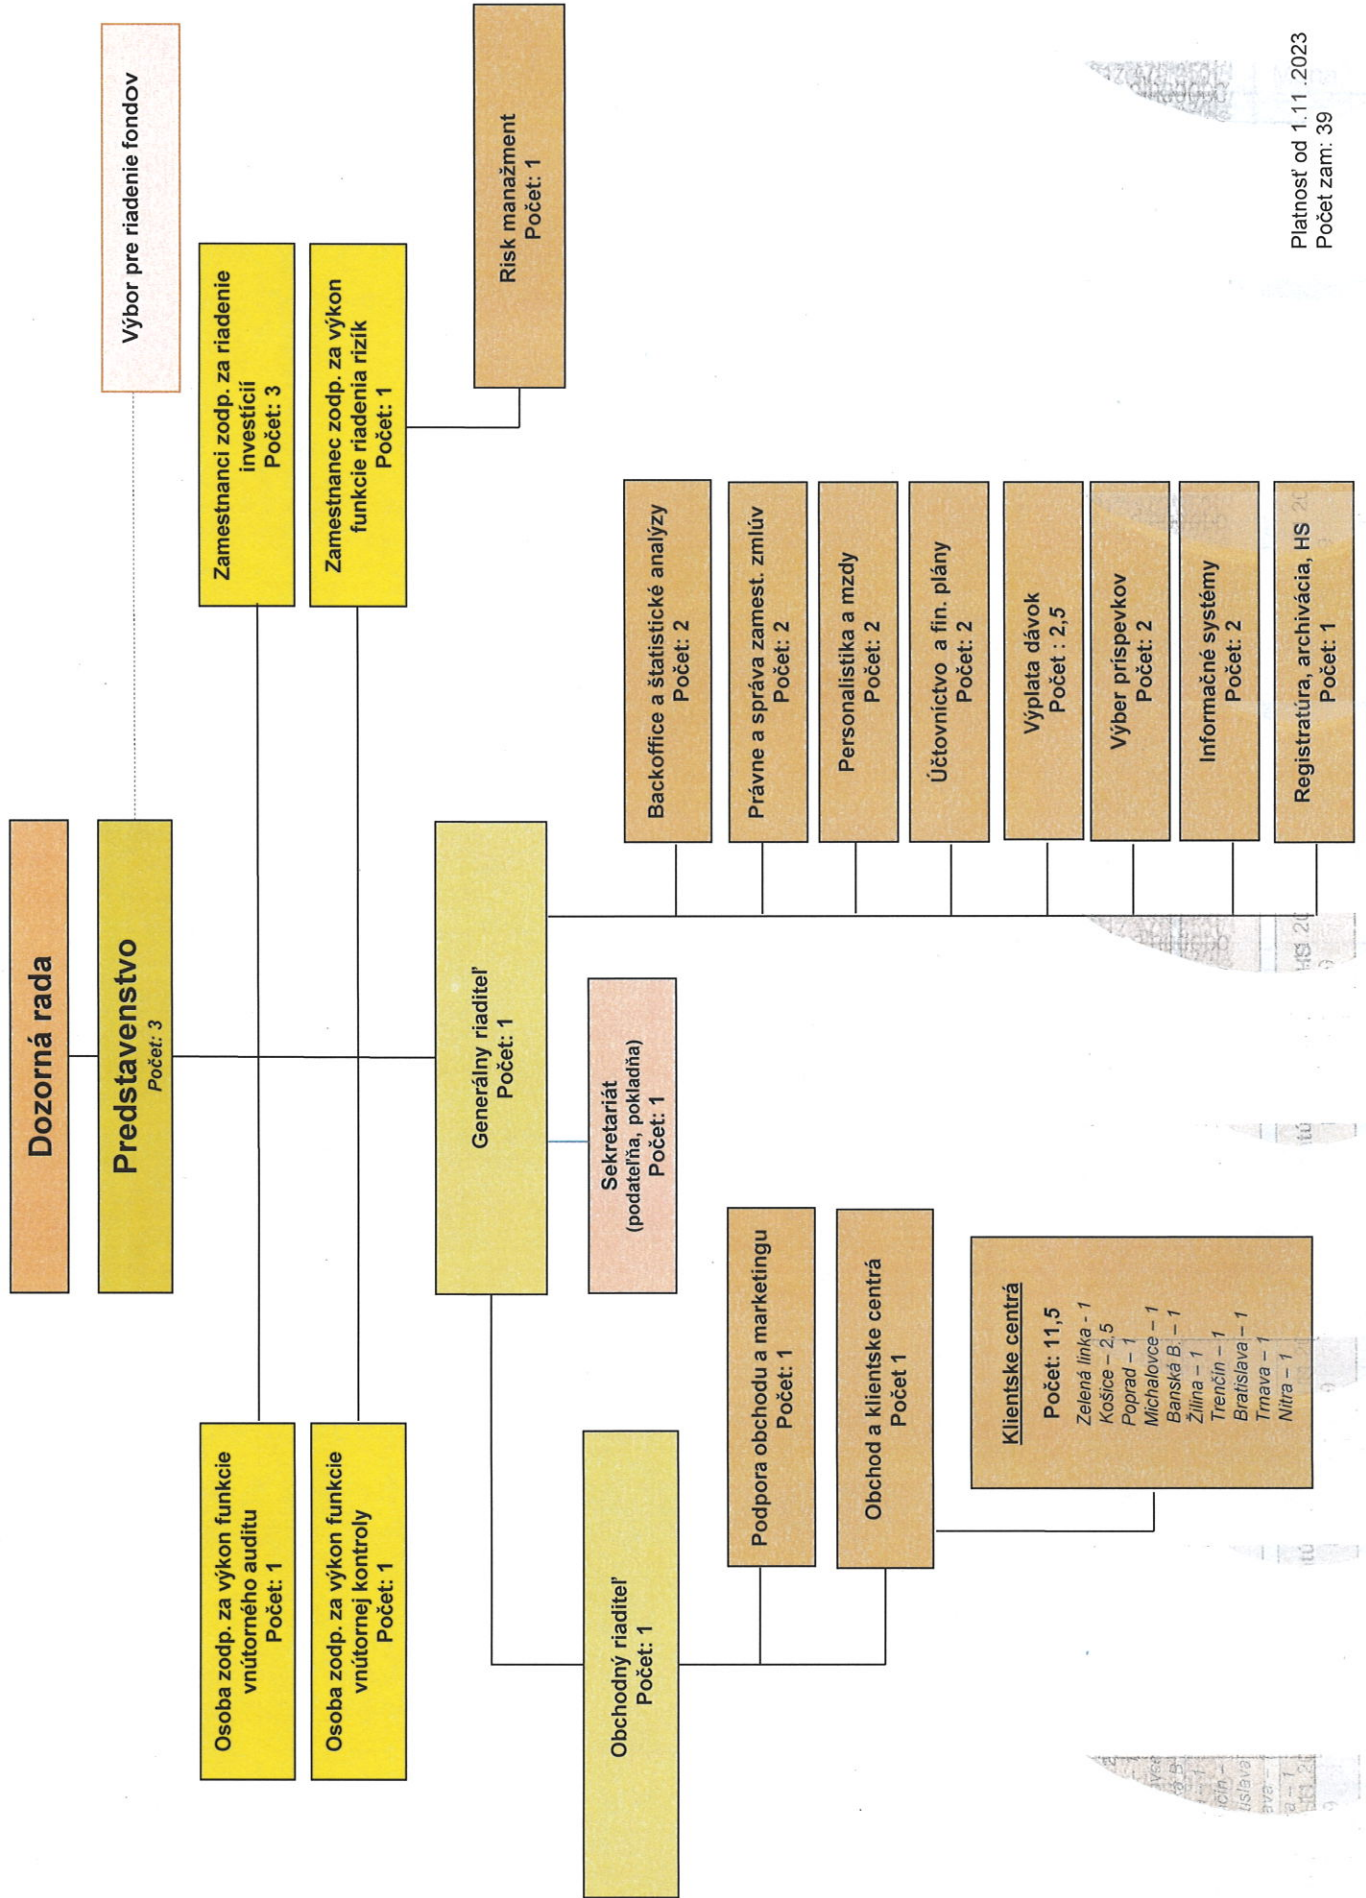 Dozorná rada
Predstavenstvo
Počet: 3
Výbor pre riadenie fondov
Osoba zodp. za výkon funkcie
vnútorného auditu
Počet: 1
Zamestnanci zodp. za riadenie
investícií
Počet: 3
Osoba zodp. za výkon funkcie
vnútornej kontroly
Počet: 1
Zamestnanec zodp. za výkon
funkcie riadenia rizík
Počet: 1
Generálny riaditeľ
Počet: 1
Risk manažment
Počet: 1
Obchodný riaditeľ
Počet: 1
Sekretariát
(podateľňa, pokladňa)
Počet: 1
Podpora obchodu a marketingu
Počet: 1
Obchod a klientske centrá
Počet 1
Klientske centrá
Počet: 11,5
Zelená linka - 1
Košice – 2,5
Poprad – 1
Michalovce – 1
Banská B. – 1
Žilina – 1
Trenčín – 1
Bratislava – 1
Trnava – 1
Nitra – 1
Backoffice a štatistické analýzy
Počet: 2
Právne a správa zamest. zmlúv
Počet: 2
Personalistika a mzdy
Počet: 2
Účtovníctvo a fin. plány
Počet: 2
Výplata dávok
Počet : 2,5
Výber príspevkov
Počet: 2
Informačné systémy
Počet: 2
Registratúra, archivácia, HS
Počet: 1
Platnosť od 1.11 .2023
Počet zam: 39